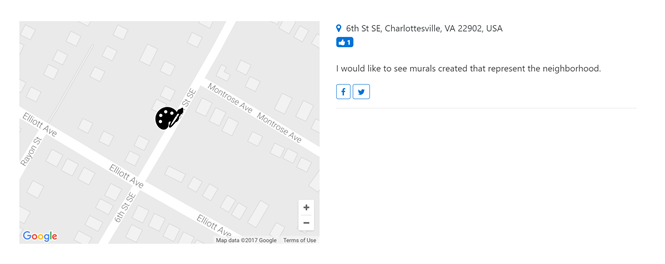 St SE
Montrose Ave
Montrose Ave
Elliott Ave
Rayon St
Elliott Ave
6th St SE
Elliott Ave
+
−
Google
Map data ©2017 Google
Terms of Use
6th St SE, Charlottesville, VA 22902, USA
1
I would like to see murals created that represent the neighborhood.